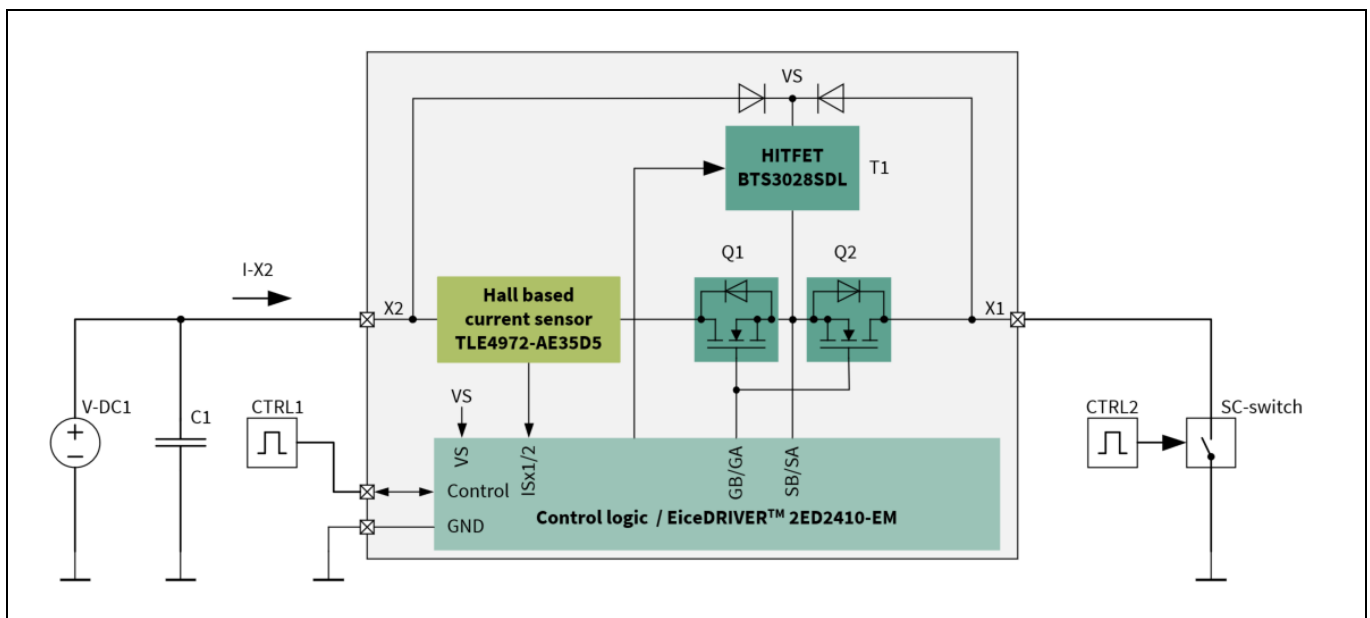 VS
HITFET
BTS3028SDL
T1
I-X2
Q1
Q2
X2
Hall based
current sensor
TLE4972-AE35D5
X1
V-DC1
C1
CTRL1
VS
CTRL2
SC-switch
VS
ISx1/2
GB/GA
SB/SA
Control
GND
Control logic / EiceDRIVER™ 2ED2410-EM